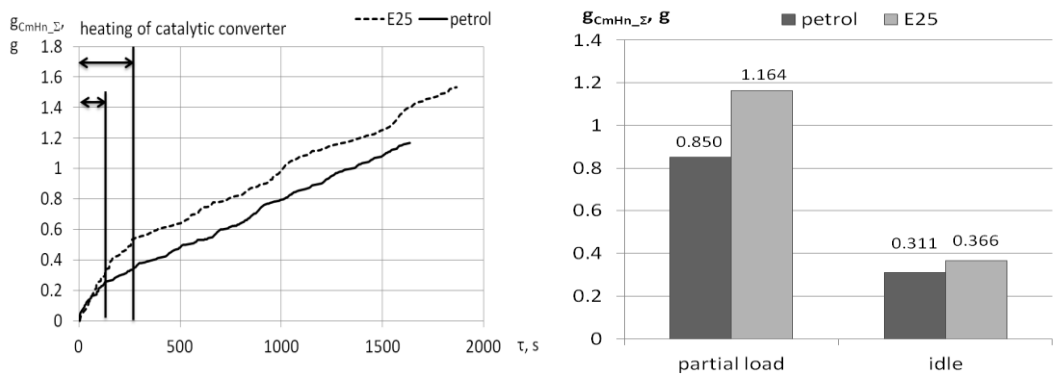 g_CmHn_Σ,
g
heating of catalytic converter
E25 petrol
1.8
1.6
1.4
1.2
1
0.8
0.6
0.4
0.2
0
0 500 1000 1500 2000 τ, s
g_CmHn_Σ, g
petrol E25
1.4
1.2
1
0.8
0.6
0.4
0.2
0
0.850
1.164
0.311
0.366
partial load idle